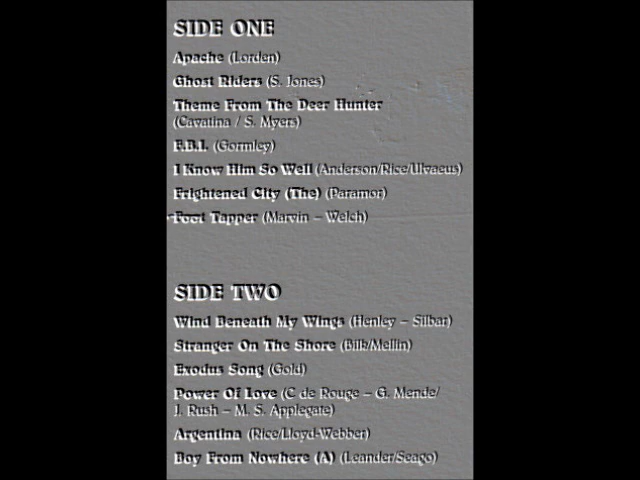 SIDE ONE
Apache (Lorden)
Ghost Riders (S. Jones)
Theme From The Deer Hunter
(Cavatina / S. Myers)
F.B.I. (Gormley)
I Know Him So Well (Anderson/Rice/Ulvaeus)
Frightened City (The) (Paramor)
Foot Tapper (Marvin – Welch)
SIDE TWO
Wind Beneath My Wings (Henley – Silbar)
Stranger On The Shore (Bilk/Mellin)
Exodus Song (Gold)
Power Of Love (C de Rouge – G. Mende/
J. Rush – M. S. Applegate)
Argentina (Rice/Lloyd-Webber)
Boy From Nowhere (A) (Leander/Seago)